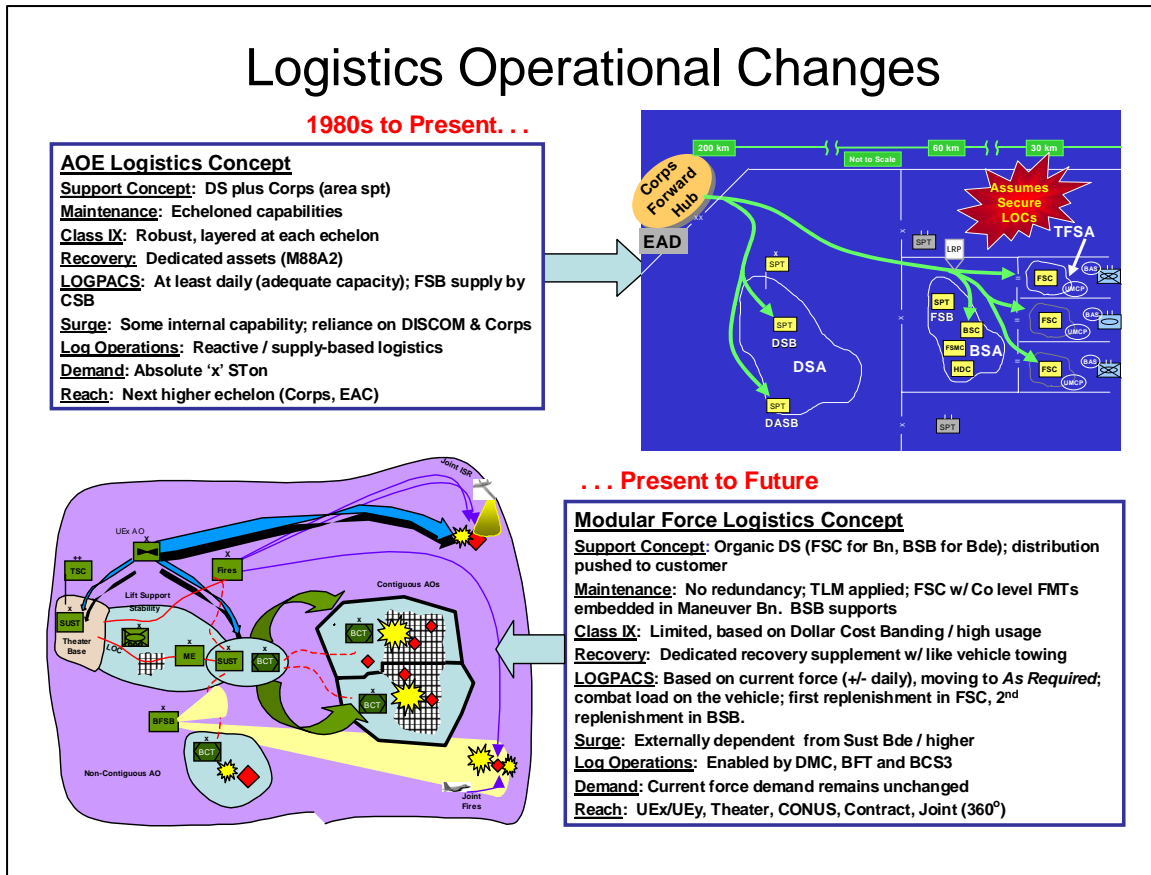 Logistics Operational Changes
1980s to Present. . .
AOE Logistics Concept
Support Concept: DS plus Corps (area spt)
Maintenance: Echeloned capabilities
Class IX: Robust, layered at each echelon
Recovery: Dedicated assets (M88A2)
LOGPACS: At least daily (adequate capacity); FSB supply by
CSB
Surge: Some internal capability; reliance on DISCOM & Corps
Log Operations: Reactive / supply-based logistics
Demand: Absolute ‘x’ STon
Reach: Next higher echelon (Corps, EAC)
200 km
60 km
30 km
Not to Scale
Corps
Forward
Hub
xx
EAD
Assumes
Secure
LOCs
TFSA
x
SPT
LRP
x
SPT
SPT
DSB
DSA
SPT
DASB
SPT
FSB
BSC
FSMC
BSA
HDC
FSC
BAS
UMCP
FSC
BAS
UMCP
FSC
BAS
UMCP
=
=
=
x
x
SPT
Joint ISR
UEx AO
x
++
TSC
x
Fires
Lift Support
Stability
x
SUST
Theater
Base
LOC
x
ME
x
SUST
x
BCT
Contiguous AOs
x
BCT
x
BCT
x
BFSB
x
BCT
Non-Contiguous AO
Joint
Fires
. . . Present to Future
Modular Force Logistics Concept
Support Concept: Organic DS (FSC for Bn, BSB for Bde); distribution
pushed to customer
Maintenance: No redundancy; TLM applied; FSC w/ Co level FMTs
embedded in Maneuver Bn. BSB supports
Class IX: Limited, based on Dollar Cost Banding / high usage
Recovery: Dedicated recovery supplement w/ like vehicle towing
LOGPACS: Based on current force (+/- daily), moving to As Required;
combat load on the vehicle; first replenishment in FSC, 2nd
replenishment in BSB.
Surge: Externally dependent from Sust Bde / higher
Log Operations: Enabled by DMC, BFT and BCS3
Demand: Current force demand remains unchanged
Reach: UEx/UEy, Theater, CONUS, Contract, Joint (360°)